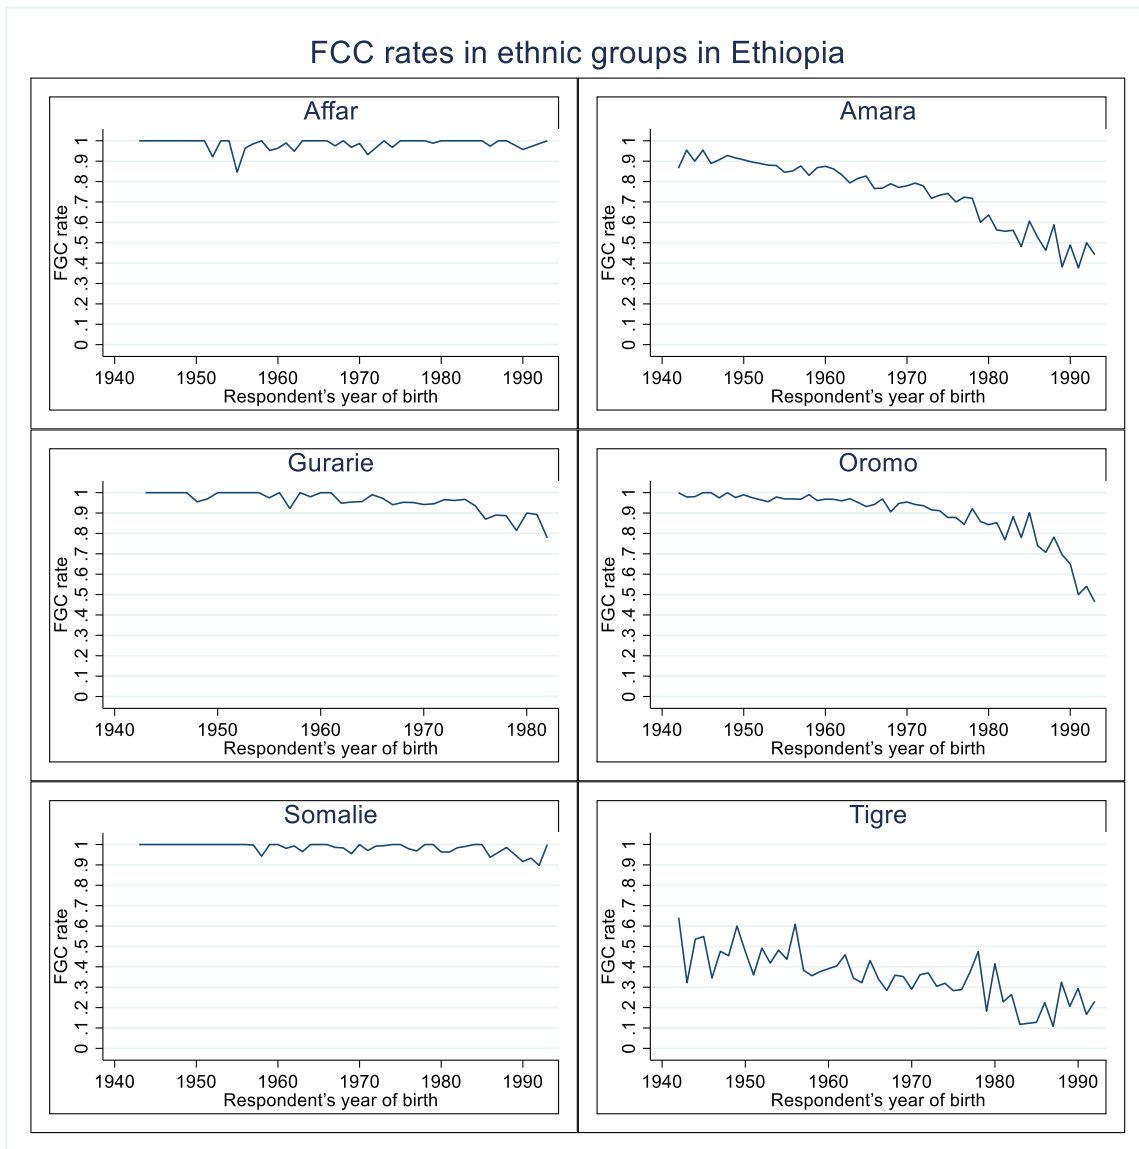 FCC rates in ethnic groups in Ethiopia
Affar
FGC rate
0 .1 .2 .3 .4 .5 .6 .7 .8 .9 1
1940 1950 1960 1970 1980 1990
Respondent's year of birth
Amara
FGC rate
0 .1 .2 .3 .4 .5 .6 .7 .8 .9 1
1940 1950 1960 1970 1980 1990
Respondent's year of birth
Gurarie
FGC rate
0 .1 .2 .3 .4 .5 .6 .7 .8 .9 1
1940 1950 1960 1970 1980
Respondent's year of birth
Oromo
FGC rate
0 .1 .2 .3 .4 .5 .6 .7 .8 .9 1
1940 1950 1960 1970 1980 1990
Respondent's year of birth
Somalie
FGC rate
0 .1 .2 .3 .4 .5 .6 .7 .8 .9 1
1940 1950 1960 1970 1980 1990
Respondent's year of birth
Tigre
FGC rate
0 .1 .2 .3 .4 .5 .6 .7 .8 .9 1
1940 1950 1960 1970 1980 1990
Respondent's year of birth